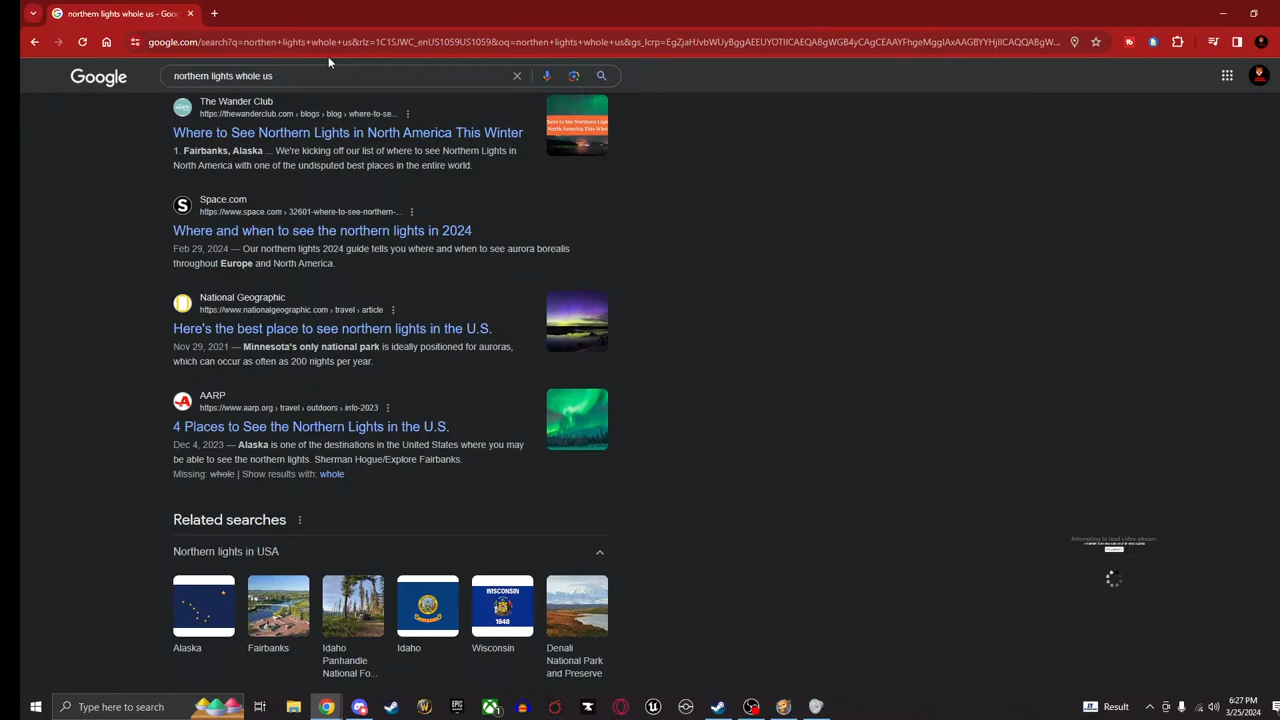 northern lights whole us - Goo
google.com/search?q=northen+lights+whole+us&rlz=1C1SJWC_enUS1059US1059&oq=northen+lights+whole+us&gs_lcrp=EgZjaHJvbWUyBggAEEUYOTIICAEQABgWGB4yCAgCEAAYFhgeMggIAxAAGBYYHjIICAQQABgWG...
Google
northern lights whole us
The Wander Club
https://thewanderclub.com › blogs › blog › where-to-se...
Where to See Northern Lights in North America This Winter
1. Fairbanks, Alaska ... We're kicking off our list of where to see Northern Lights in
North America with one of the undisputed best places in the entire world.
S
Space.com
https://www.space.com › 32601-where-to-see-northern-...
Where and when to see the northern lights in 2024
Feb 29, 2024 — Our northern lights 2024 guide tells you where and when to see aurora borealis
throughout Europe and North America.
National Geographic
https://www.nationalgeographic.com › travel › article
Here's the best place to see northern lights in the U.S.
Nov 29, 2021 — Minnesota's only national park is ideally positioned for auroras,
which can occur as often as 200 nights per year.
AARP
https://www.aarp.org › travel › outdoors › info-2023
4 Places to See the Northern Lights in the U.S.
Dec 4, 2023 — Alaska is one of the destinations in the United States where you may
be able to see the northern lights. Sherman Hogue/Explore Fairbanks.
Missing: whole | Show results with: whole
Attempting to load video stream.
Related searches
Northern lights in USA
WISCONSIN
1848
Alaska
Fairbanks
Idaho
Panhandle
National Fo...
Idaho
Wisconsin
Denali
National Park
and Preserve
Type here to search
EPIC
GAMES
Result
6:27 PM
3/25/2024